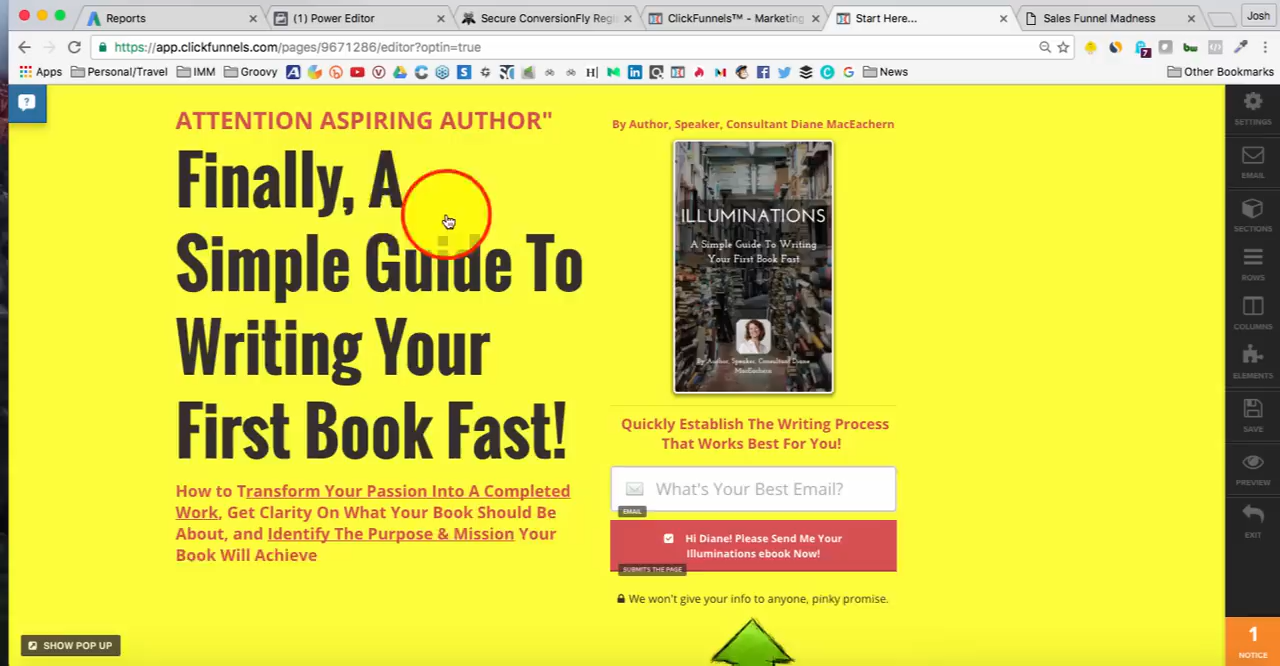 Reports
(1) Power Editor
Secure ConversionFly Regi
ClickFunnels™ - Marketing
Start Here...
Sales Funnel Madness
Josh
https://app.clickfunnels.com/pages/9671286/editor?optin=true
Apps
Personal/Travel
IMM
Groovy
News
Other Bookmarks
ATTENTION ASPIRING AUTHOR"
Finally, A
Simple Guide To
Writing Your
First Book Fast!
How to Transform Your Passion Into A Completed
Work, Get Clarity On What Your Book Should Be
About, and Identify The Purpose & Mission Your
Book Will Achieve
By Author, Speaker, Consultant Diane MacEachern
ILLUMINATIONS
A Simple Guide To Writing
Your First Book Fast
By Author, Speaker, Consultant Diane
MacEachern
Quickly Establish The Writing Process
That Works Best For You!
What's Your Best Email?
EMAIL
Hi Diane! Please Send Me Your
Illuminations ebook Now!
SUBMITS THE PAGE
We won't give your info to anyone, pinky promise.
SHOW POP UP
SETTINGS
EMAIL
SECTIONS
ROWS
COLUMNS
ELEMENTS
SAVE
PREVIEW
EXIT
1
NOTICE